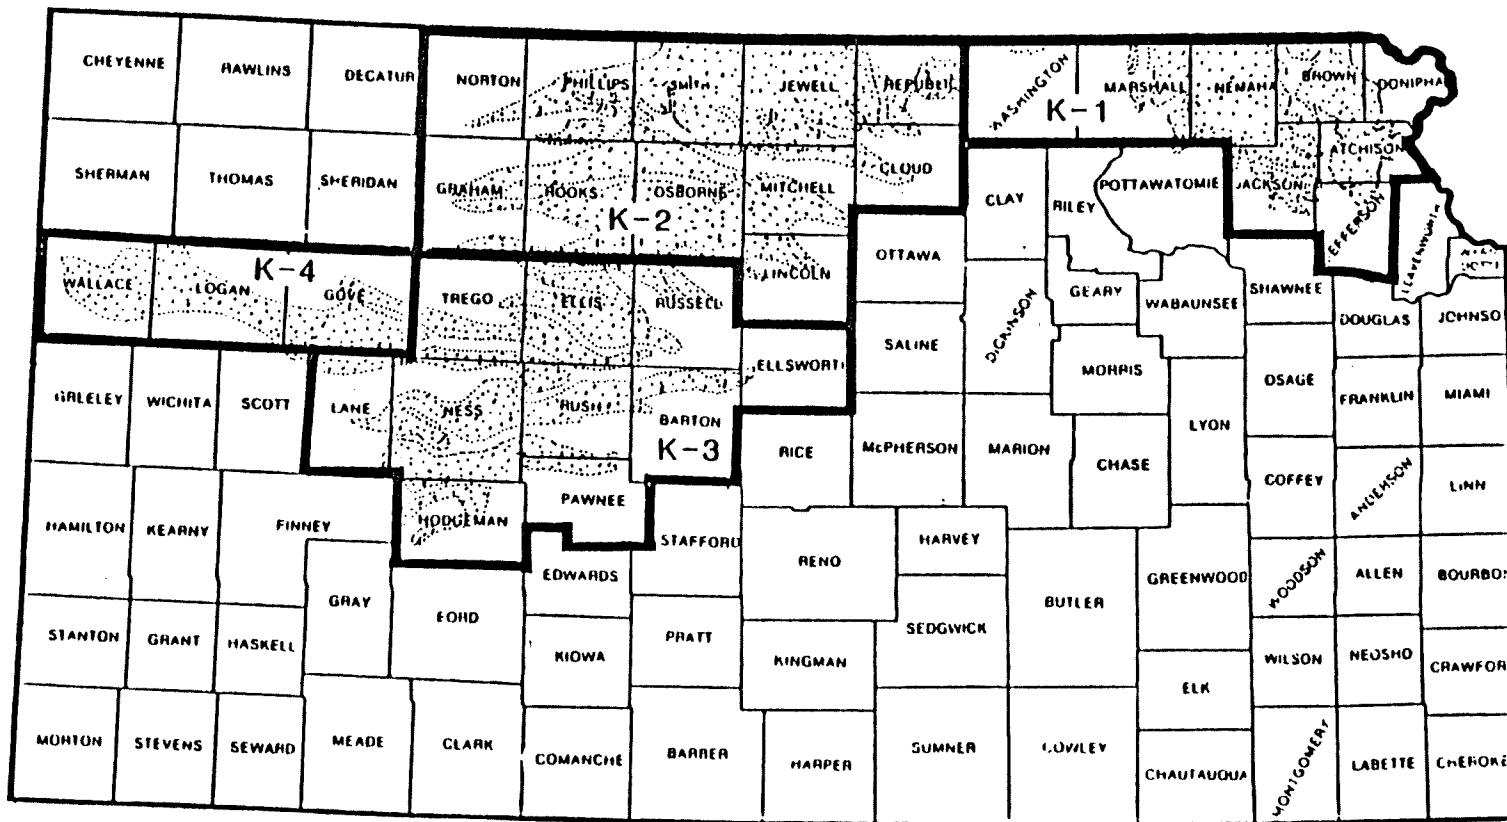 CHEYENNE RAWLINS DECATUR NORTON PHILLIPS SMITH JEWELL REPUBLIC WASHINGTON MARSHALL NEMAHA BROWN DONIPHA
K-1
SHERMAN THOMAS SHERIDAN GRAHAM ROOKS OSBORNE MITCHELL CLOUD CLAY RILEY POTTAWATOMIE JACKSON ATCHISON
K-2
JEFFERSON LEAVENWORTH
WALLACE LOGAN K-4 GOVE TREGO ELLIS RUSSELL LINCOLN OTTAWA GEARY WABAUNSEE SHAWNEE
DICKINSON DOUGLAS JOHNSO
SALINE ELLSWORTH MORRIS OSAGE
GREELEY WICHITA SCOTT LANE NESS RUSH BARTON LYON FRANKLIN MIAMI
K-3 RICE McPHERSON MARION CHASE
COFFEY ANDERSON LINN
HAMILTON KEARNY FINNEY HODGEMAN PAWNEE STAFFORD RENO HARVEY
EDWARDS GREENWOOD WOODSON ALLEN BOURBON
GRAY FORD BUTLER
STANTON GRANT HASKELL KIOWA PRATT KINGMAN SEDGWICK WILSON NEOSHO CRAWFOR
ELK
MORTON STEVENS SEWARD MEADE CLARK COMANCHE BARBER HARPER SUMNER COWLEY CHAUTAUQUA MONTGOMERY LABETTE CHEROKE